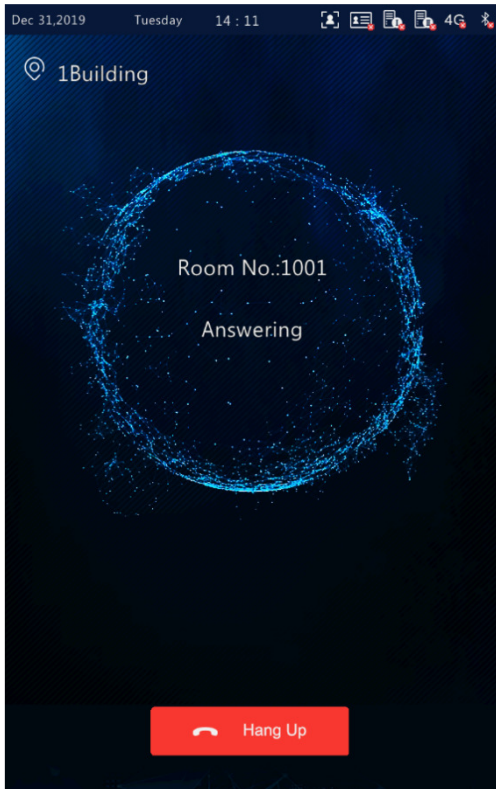 Dec 31,2019 Tuesday 14 : 11 4G
1Building
Room No.:1001
Answering
Hang Up